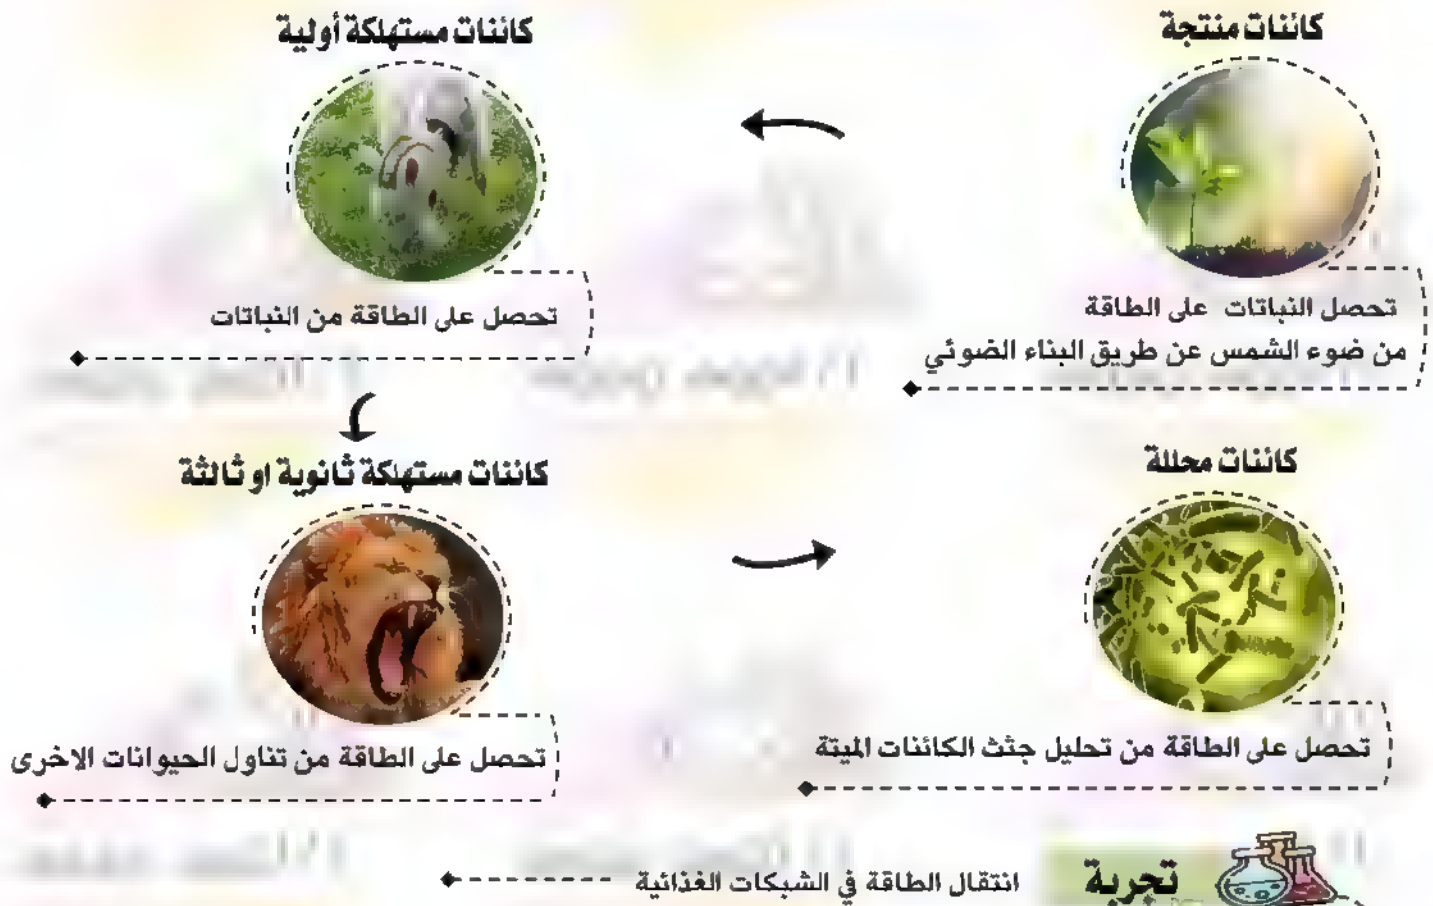 كائنات منتجة
تحصل النباتات على الطاقة
من ضوء الشمس عن طريق البناء الضوئي
كائنات مستهلكة أولية
تحصل على الطاقة من النباتات
كائنات مستهلكة ثانوية او ثالثة
تحصل على الطاقة من تناول الحيوانات الاخرى
كائنات محللة
تحصل على الطاقة من تحليل جثث الكائنات الميتة
تجربة
انتقال الطاقة في الشبكات الغذائية